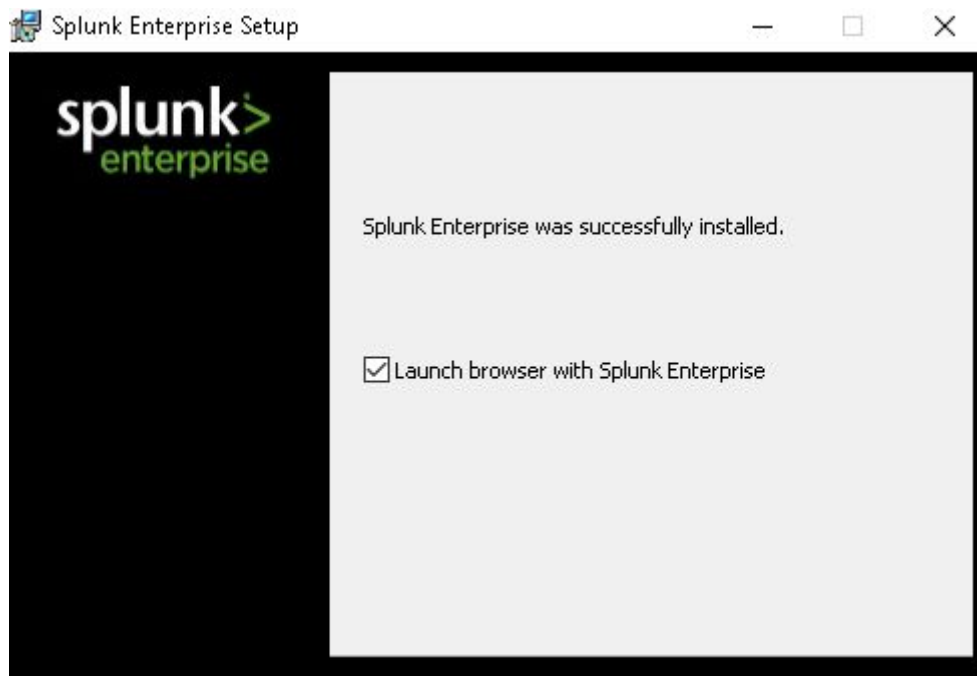 Splunk Enterprise Setup
splunk>
enterprise
Splunk Enterprise was successfully installed.
Launch browser with Splunk Enterprise